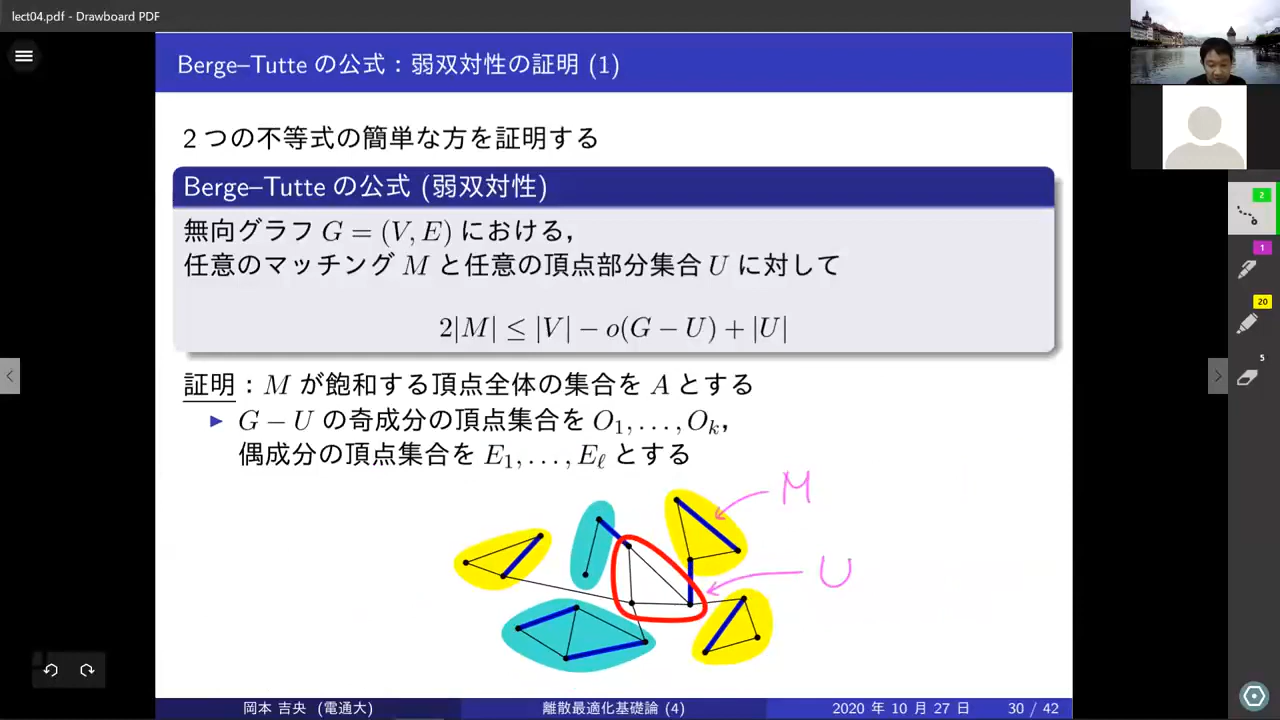 lect04.pdf - Drawboard PDF
Berge–Tutte の公式：弱双対性の証明 (1)
2 つの不等式の簡単な方を証明する
Berge–Tutte の公式 (弱双対性)
無向グラフ G = (V, E) における,
任意のマッチング M と任意の頂点部分集合 U に対して
2|M| ≤ |V| − o(G − U) + |U|
証明：M が飽和する頂点全体の集合を A とする
▶ G − U の奇成分の頂点集合を O₁, . . . , Oₖ,
偶成分の頂点集合を E₁, . . . , Eℓ とする
M
U
岡本 吉央 (電通大)
離散最適化基礎論 (4)
2020 年 10 月 27 日
30 / 42
2
1
20
5